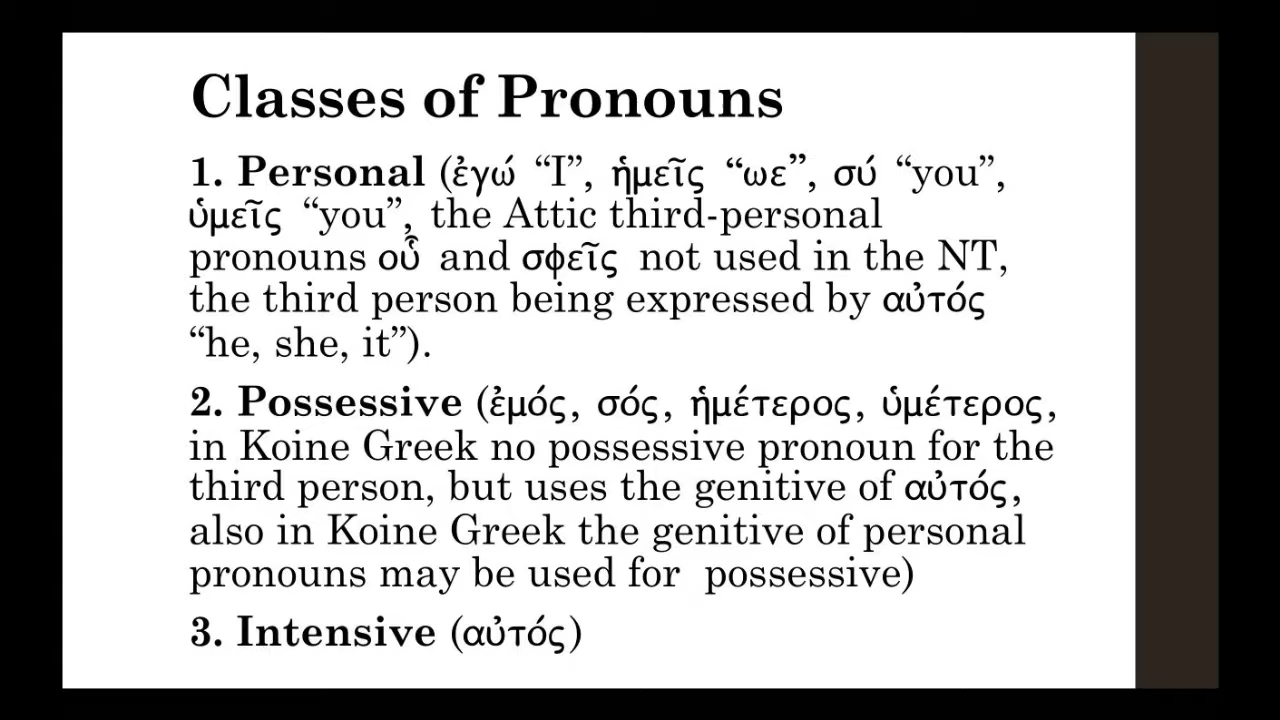 Classes of Pronouns
1. Personal (ἐγώ “I”, ἡμεῖς “ωε”, σύ “you”,
ὑμεῖς “you”, the Attic third-personal
pronouns οὗ and σφεῖς not used in the NT,
the third person being expressed by αὐτός
“he, she, it”).
2. Possessive (ἐμός, σός, ἡμέτερος, ὑμέτερος,
in Koine Greek no possessive pronoun for the
third person, but uses the genitive of αὐτός,
also in Koine Greek the genitive of personal
pronouns may be used for possessive)
3. Intensive (αὐτός)